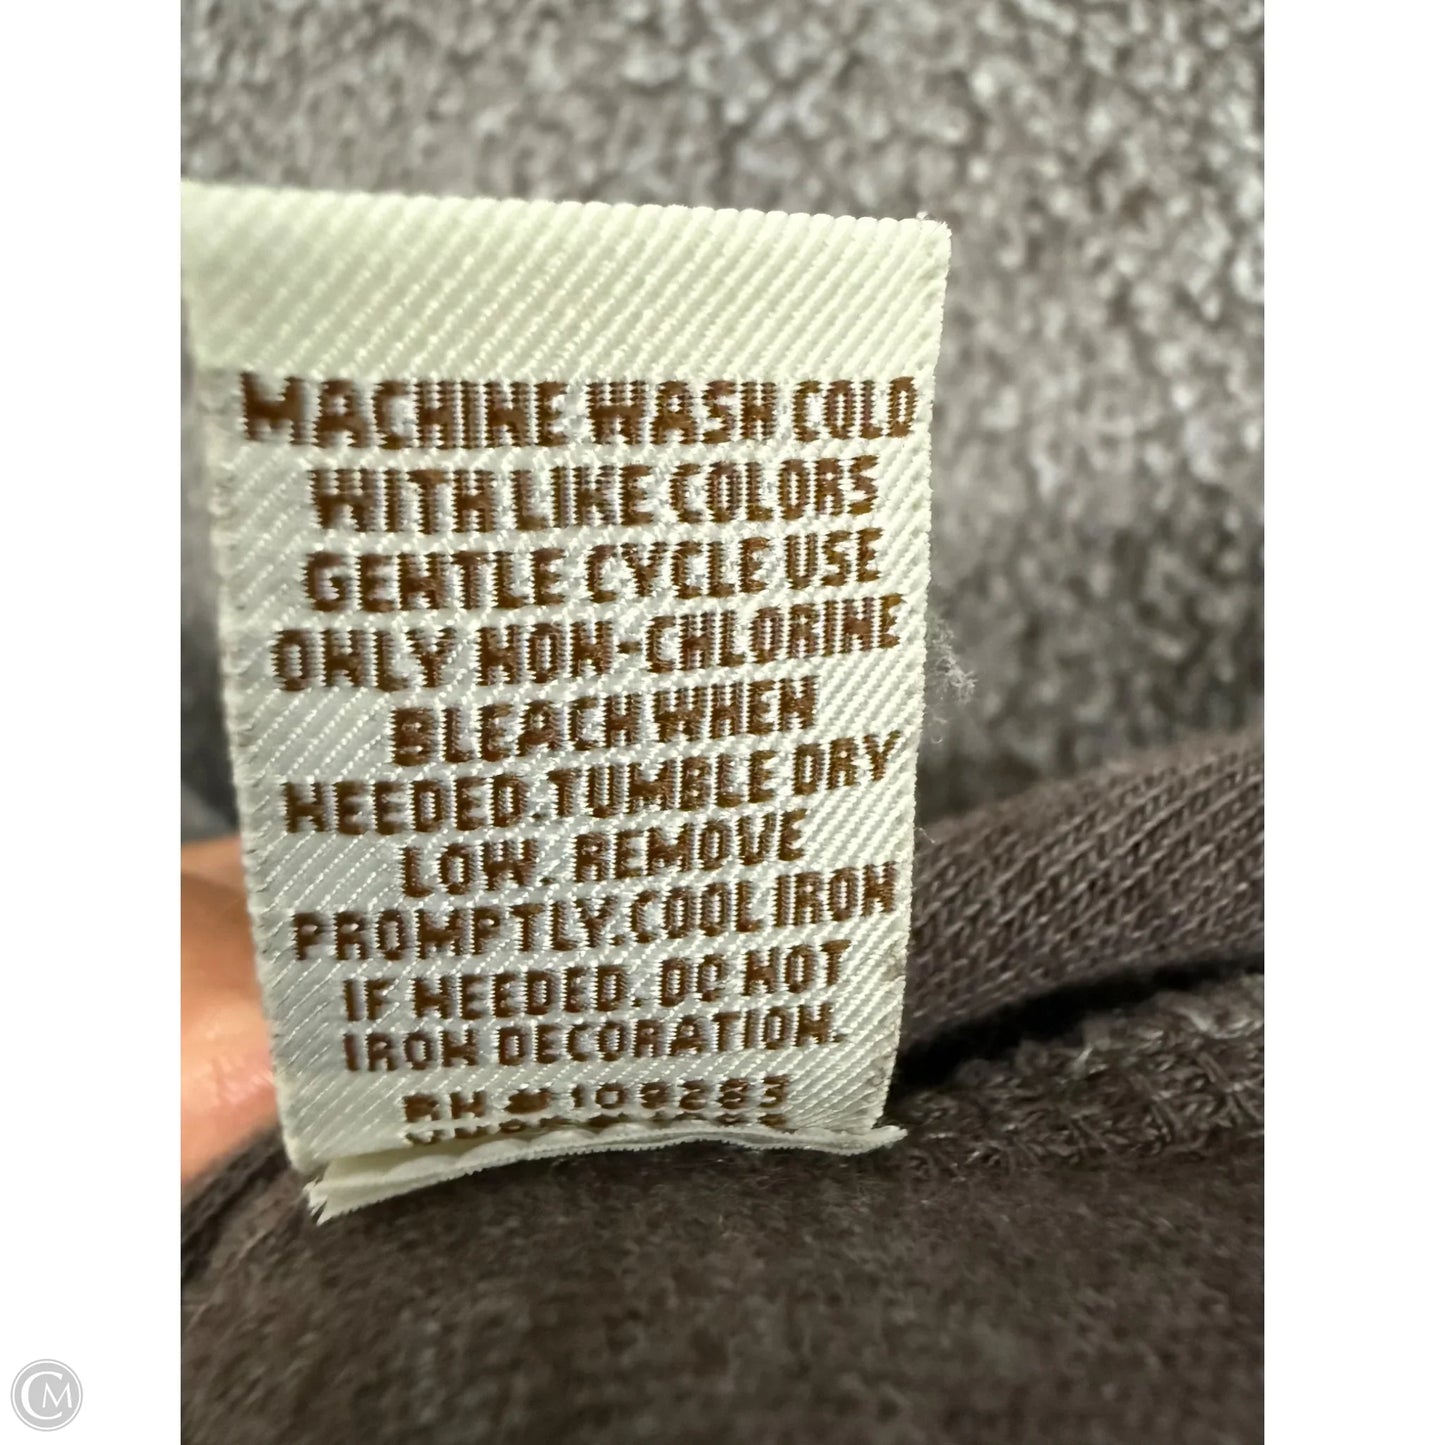 MACHINE WASH COLD
WITH LIKE COLORS
GENTLE CYCLE USE
ONLY NON-CHLORINE
BLEACH WHEN
NEEDED. TUMBLE DRY
LOW. REMOVE
PROMPTLY. COOL IRON
IF NEEDED. DO NOT
IRON DECORATION.
RN # 109283
CM